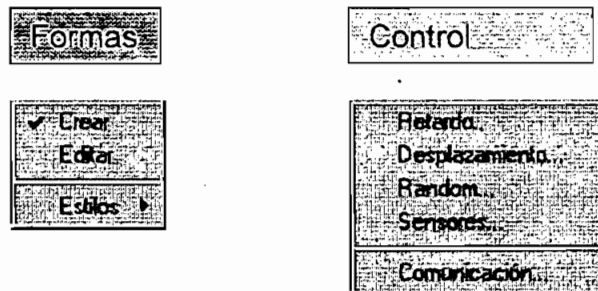 Formas
Control
✓ Crear
Editar...
Estilos ▶
Retardo...
Desplazamiento...
Random...
Sensores...
Comunicación...